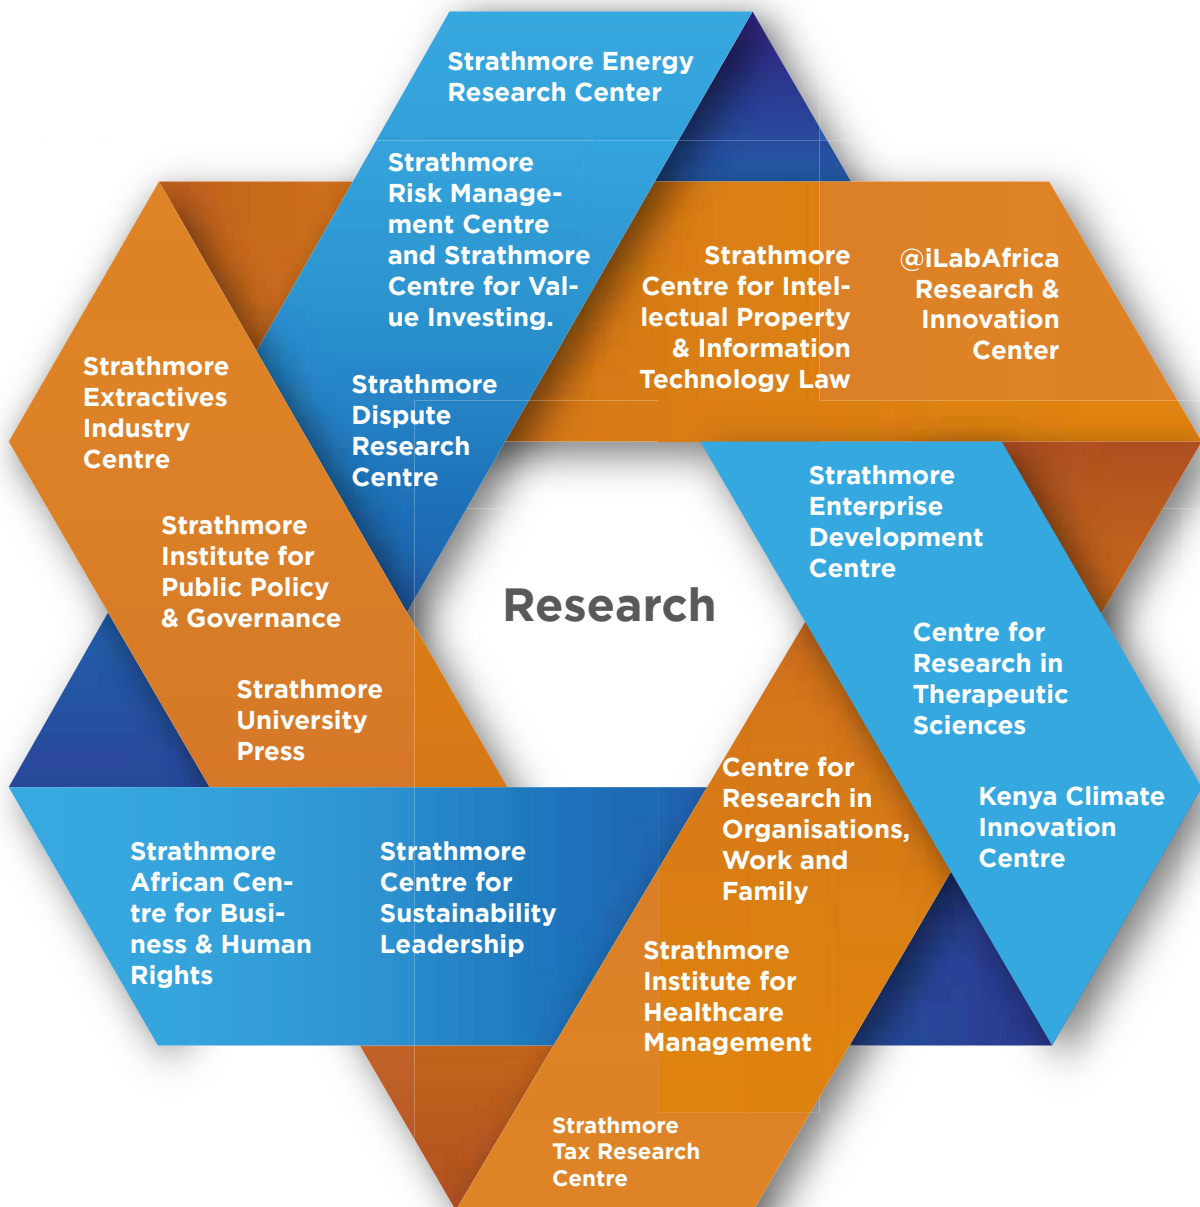 Strathmore Energy
Research Center
Strathmore
Risk Manage-
ment Centre
and Strathmore
Centre for Val-
ue Investing.
Strathmore
Dispute
Research
Centre
Strathmore
Centre for Intel-
lectual Property
& Information
Technology Law
@iLabAfrica
Research &
Innovation
Center
Strathmore
Extractives
Industry
Centre
Strathmore
Institute for
Public Policy
& Governance
Strathmore
University
Press
Research
Strathmore
Enterprise
Development
Centre
Centre for
Research in
Therapeutic
Sciences
Kenya Climate
Innovation
Centre
Strathmore
African Cen-
tre for Busi-
ness & Human
Rights
Strathmore
Centre for
Sustainability
Leadership
Centre for
Research in
Organisations,
Work and
Family
Strathmore
Institute for
Healthcare
Management
Strathmore
Tax Research
Centre